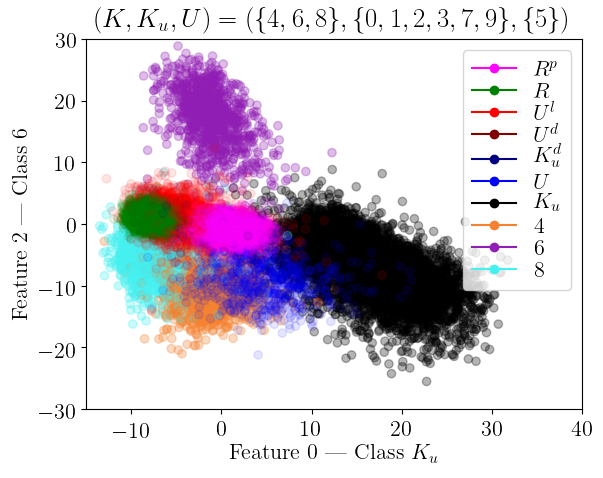 (K, K_u, U) = ({4, 6, 8}, {0, 1, 2, 3, 7, 9}, {5})
30
20
10
0
−10
−20
−30
Feature 2 — Class 6
R^p
R
U^l
U^d
K_u^d
U
K_u
4
6
8
−10
0
10
20
30
40
Feature 0 — Class K_u